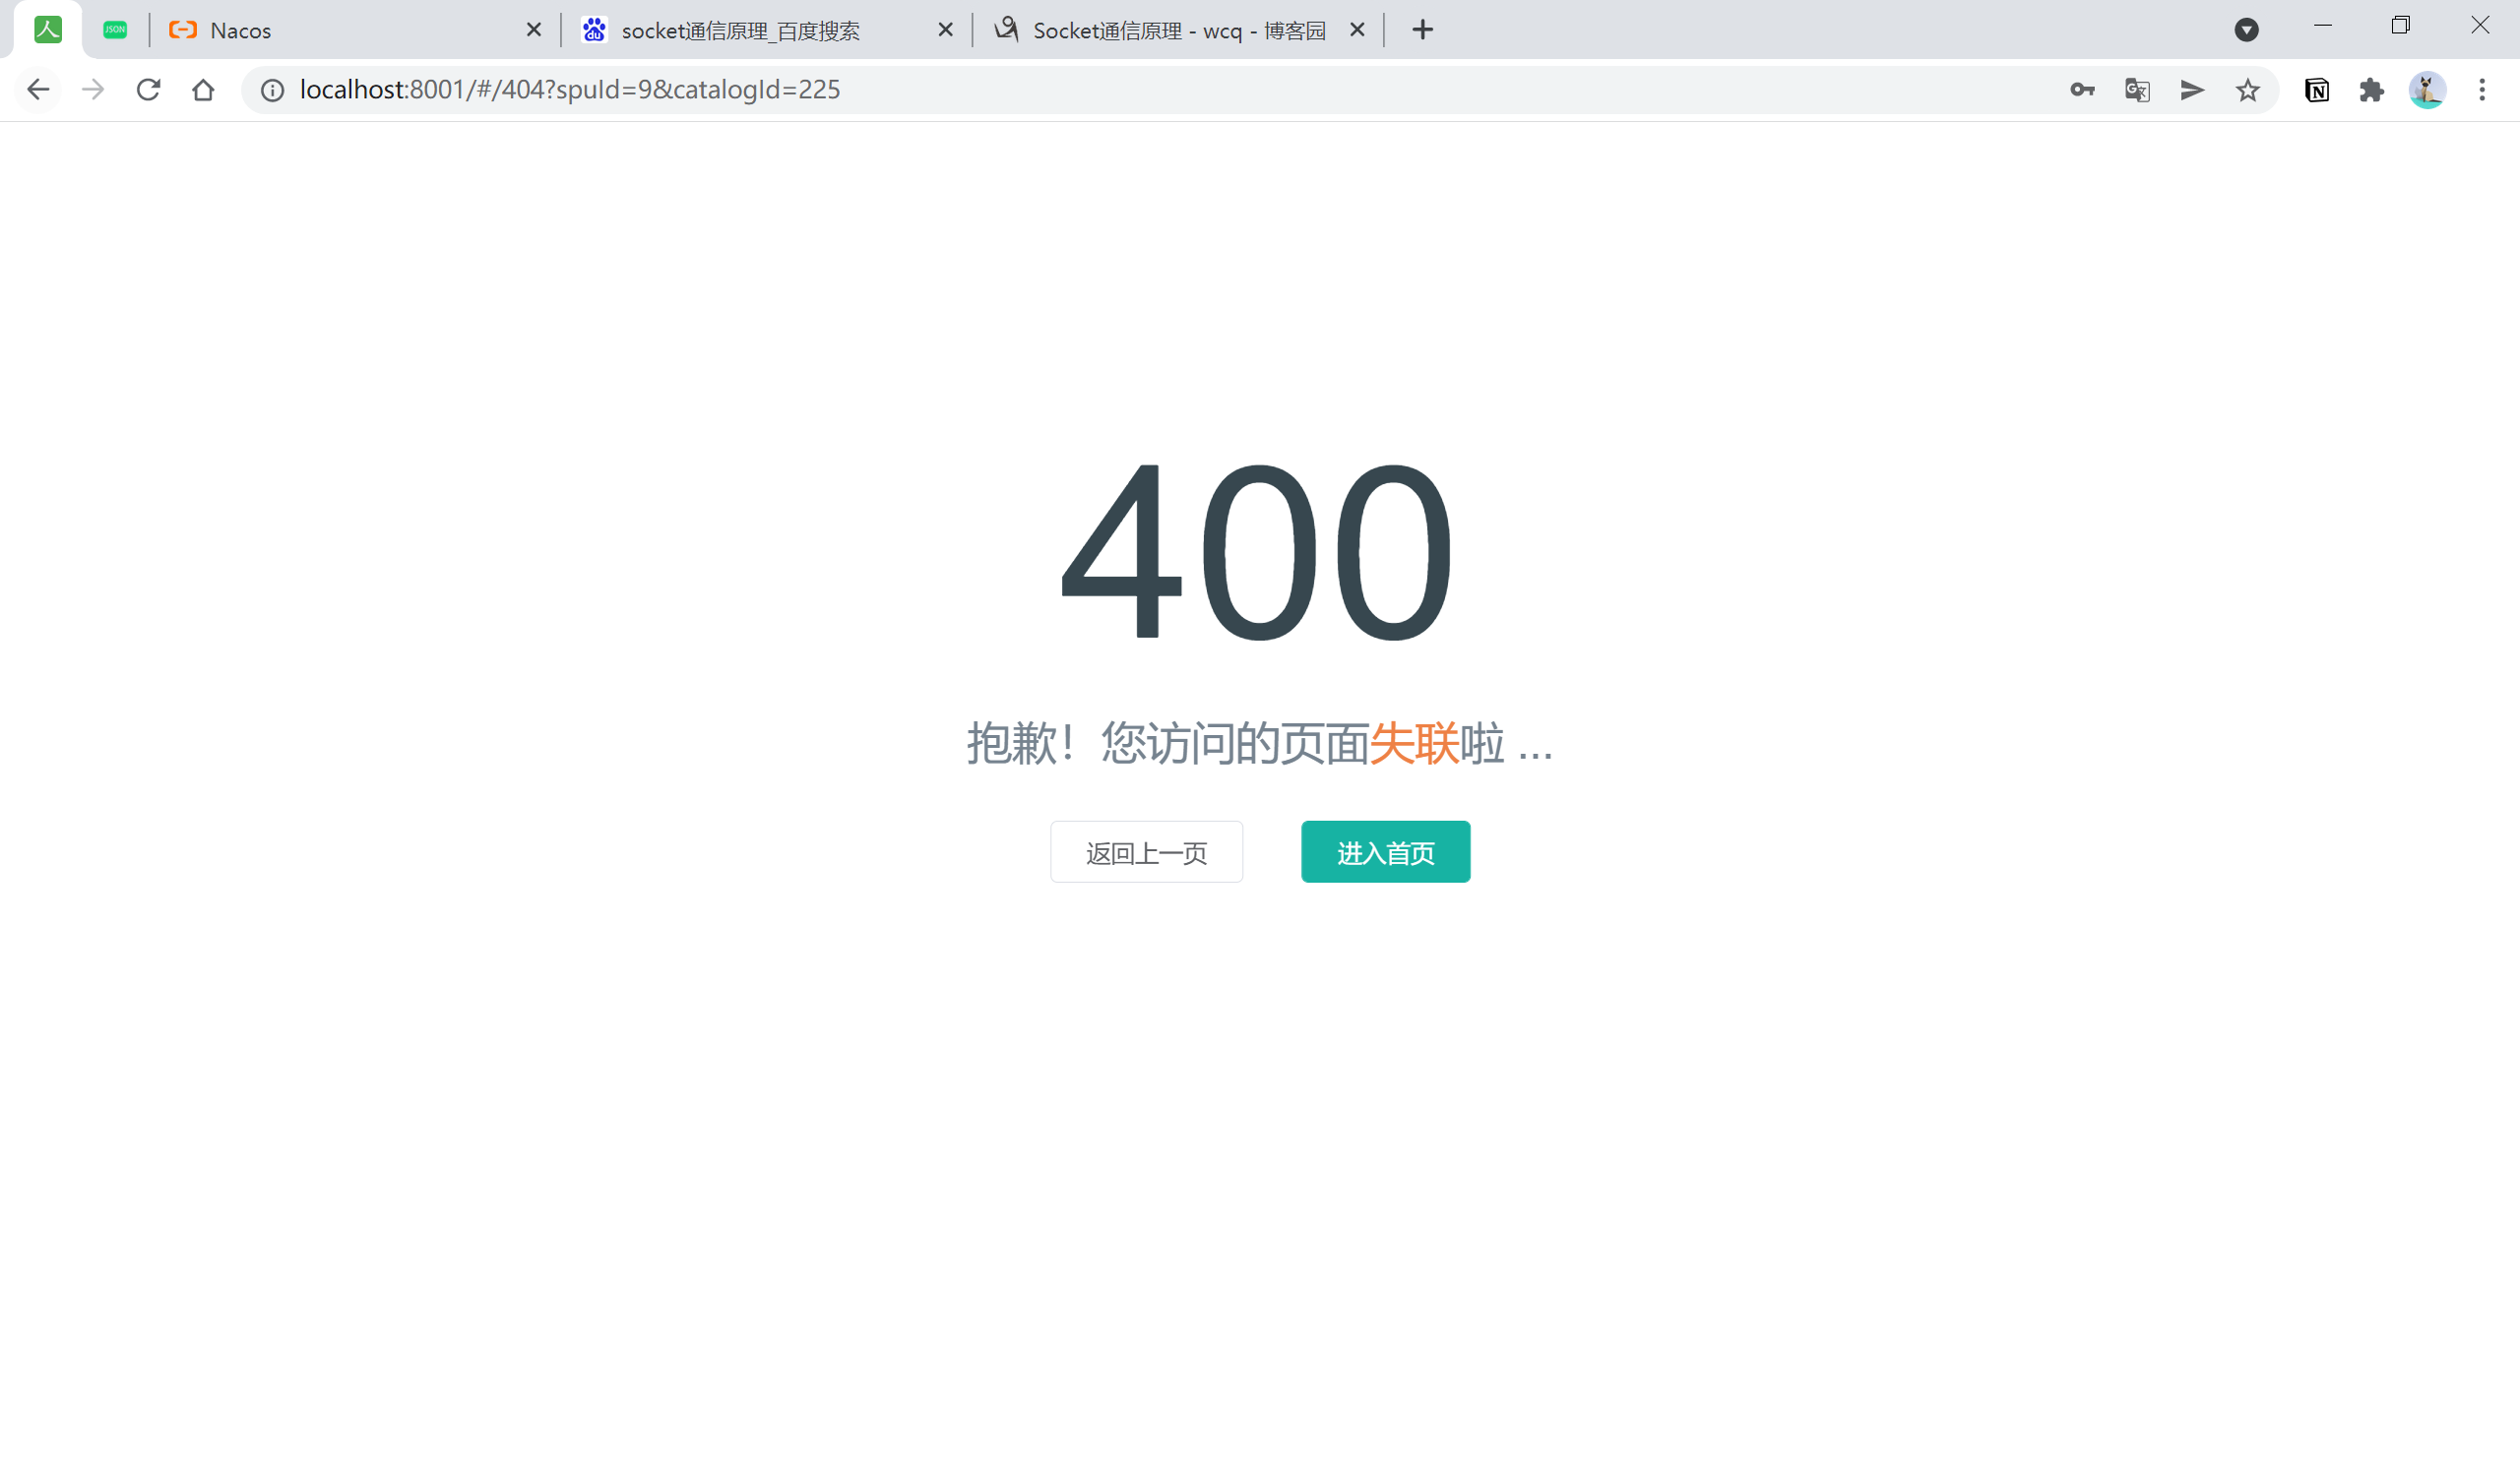 人
JSON
Nacos
du
socket通信原理_百度搜索
Socket通信原理 - wcq - 博客园
localhost:8001/#/404?spuId=9&catalogId=225
400
抱歉！您访问的页面失联啦 ...
返回上一页
进入首页